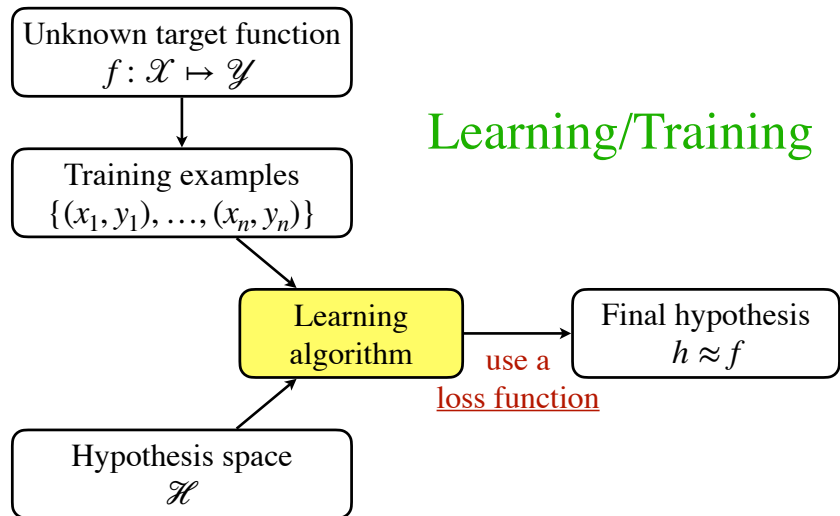 Unknown target function
f : 𝒳 ↦ 𝒴
Learning/Training
Training examples
{(x₁, y₁), …, (xₙ, yₙ)}
Learning
algorithm
Final hypothesis
h ≈ f
use a
loss function
Hypothesis space
ℋ